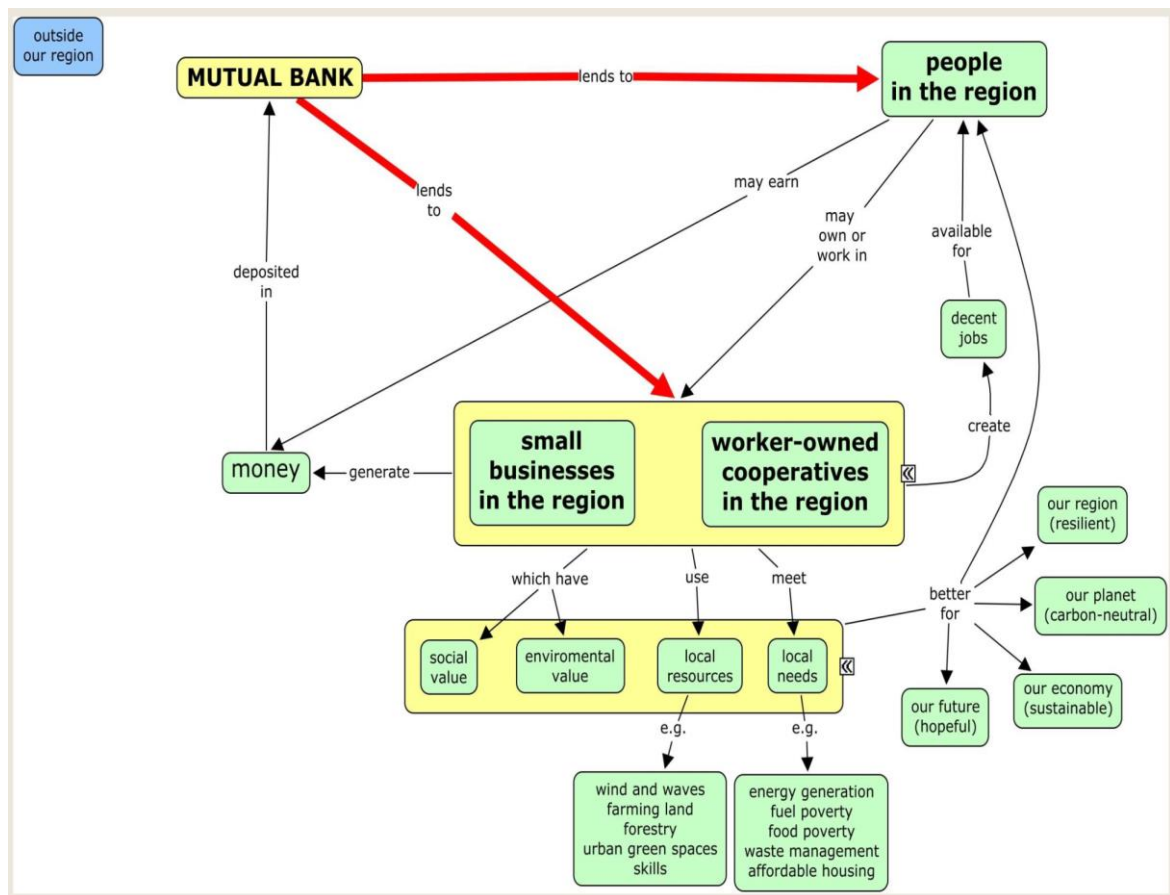 outside
our region
MUTUAL BANK
lends to
people
in the region
lends
to
may earn
may
own or
work in
available
for
deposited
in
decent
jobs
create
money
generate
small
businesses
in the region
worker-owned
cooperatives
in the region
which have
use
meet
better
for
our region
(resilient)
our planet
(carbon-neutral)
our economy
(sustainable)
our future
(hopeful)
social
value
enviromental
value
local
resources
local
needs
e.g.
e.g.
wind and waves
farming land
forestry
urban green spaces
skills
energy generation
fuel poverty
food poverty
waste management
affordable housing